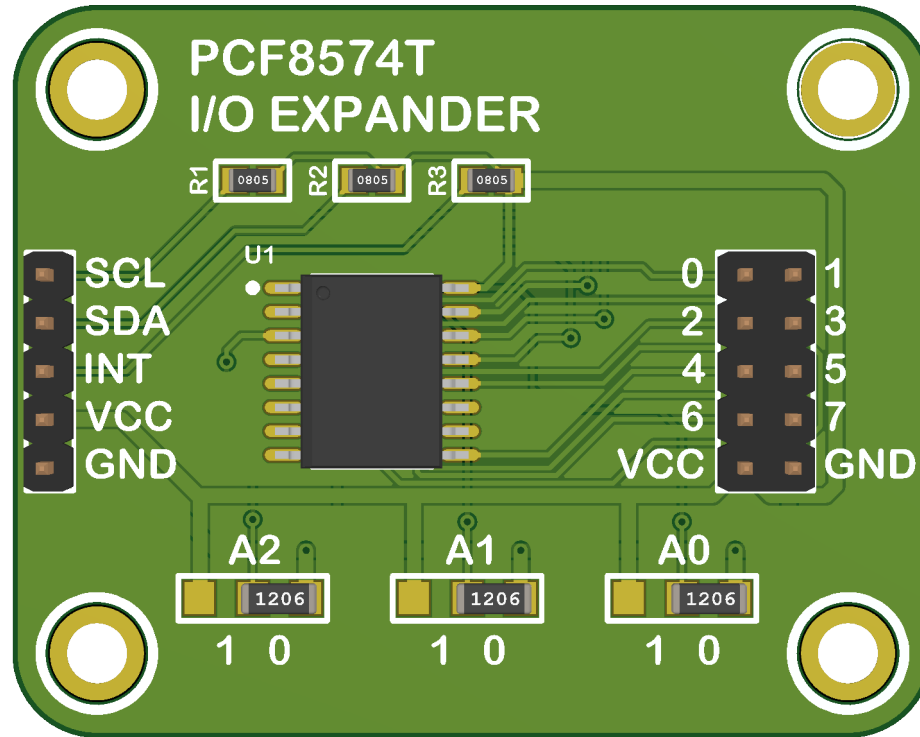 PCF8574T
I/O EXPANDER
R1 0805 R2 0805 R3 0805
U1
SCL 0 1
SDA 2 3
INT 4 5
VCC 6 7
GND VCC GND
A2 A1 A0
1206 1206 1206
1 0 1 0 1 0